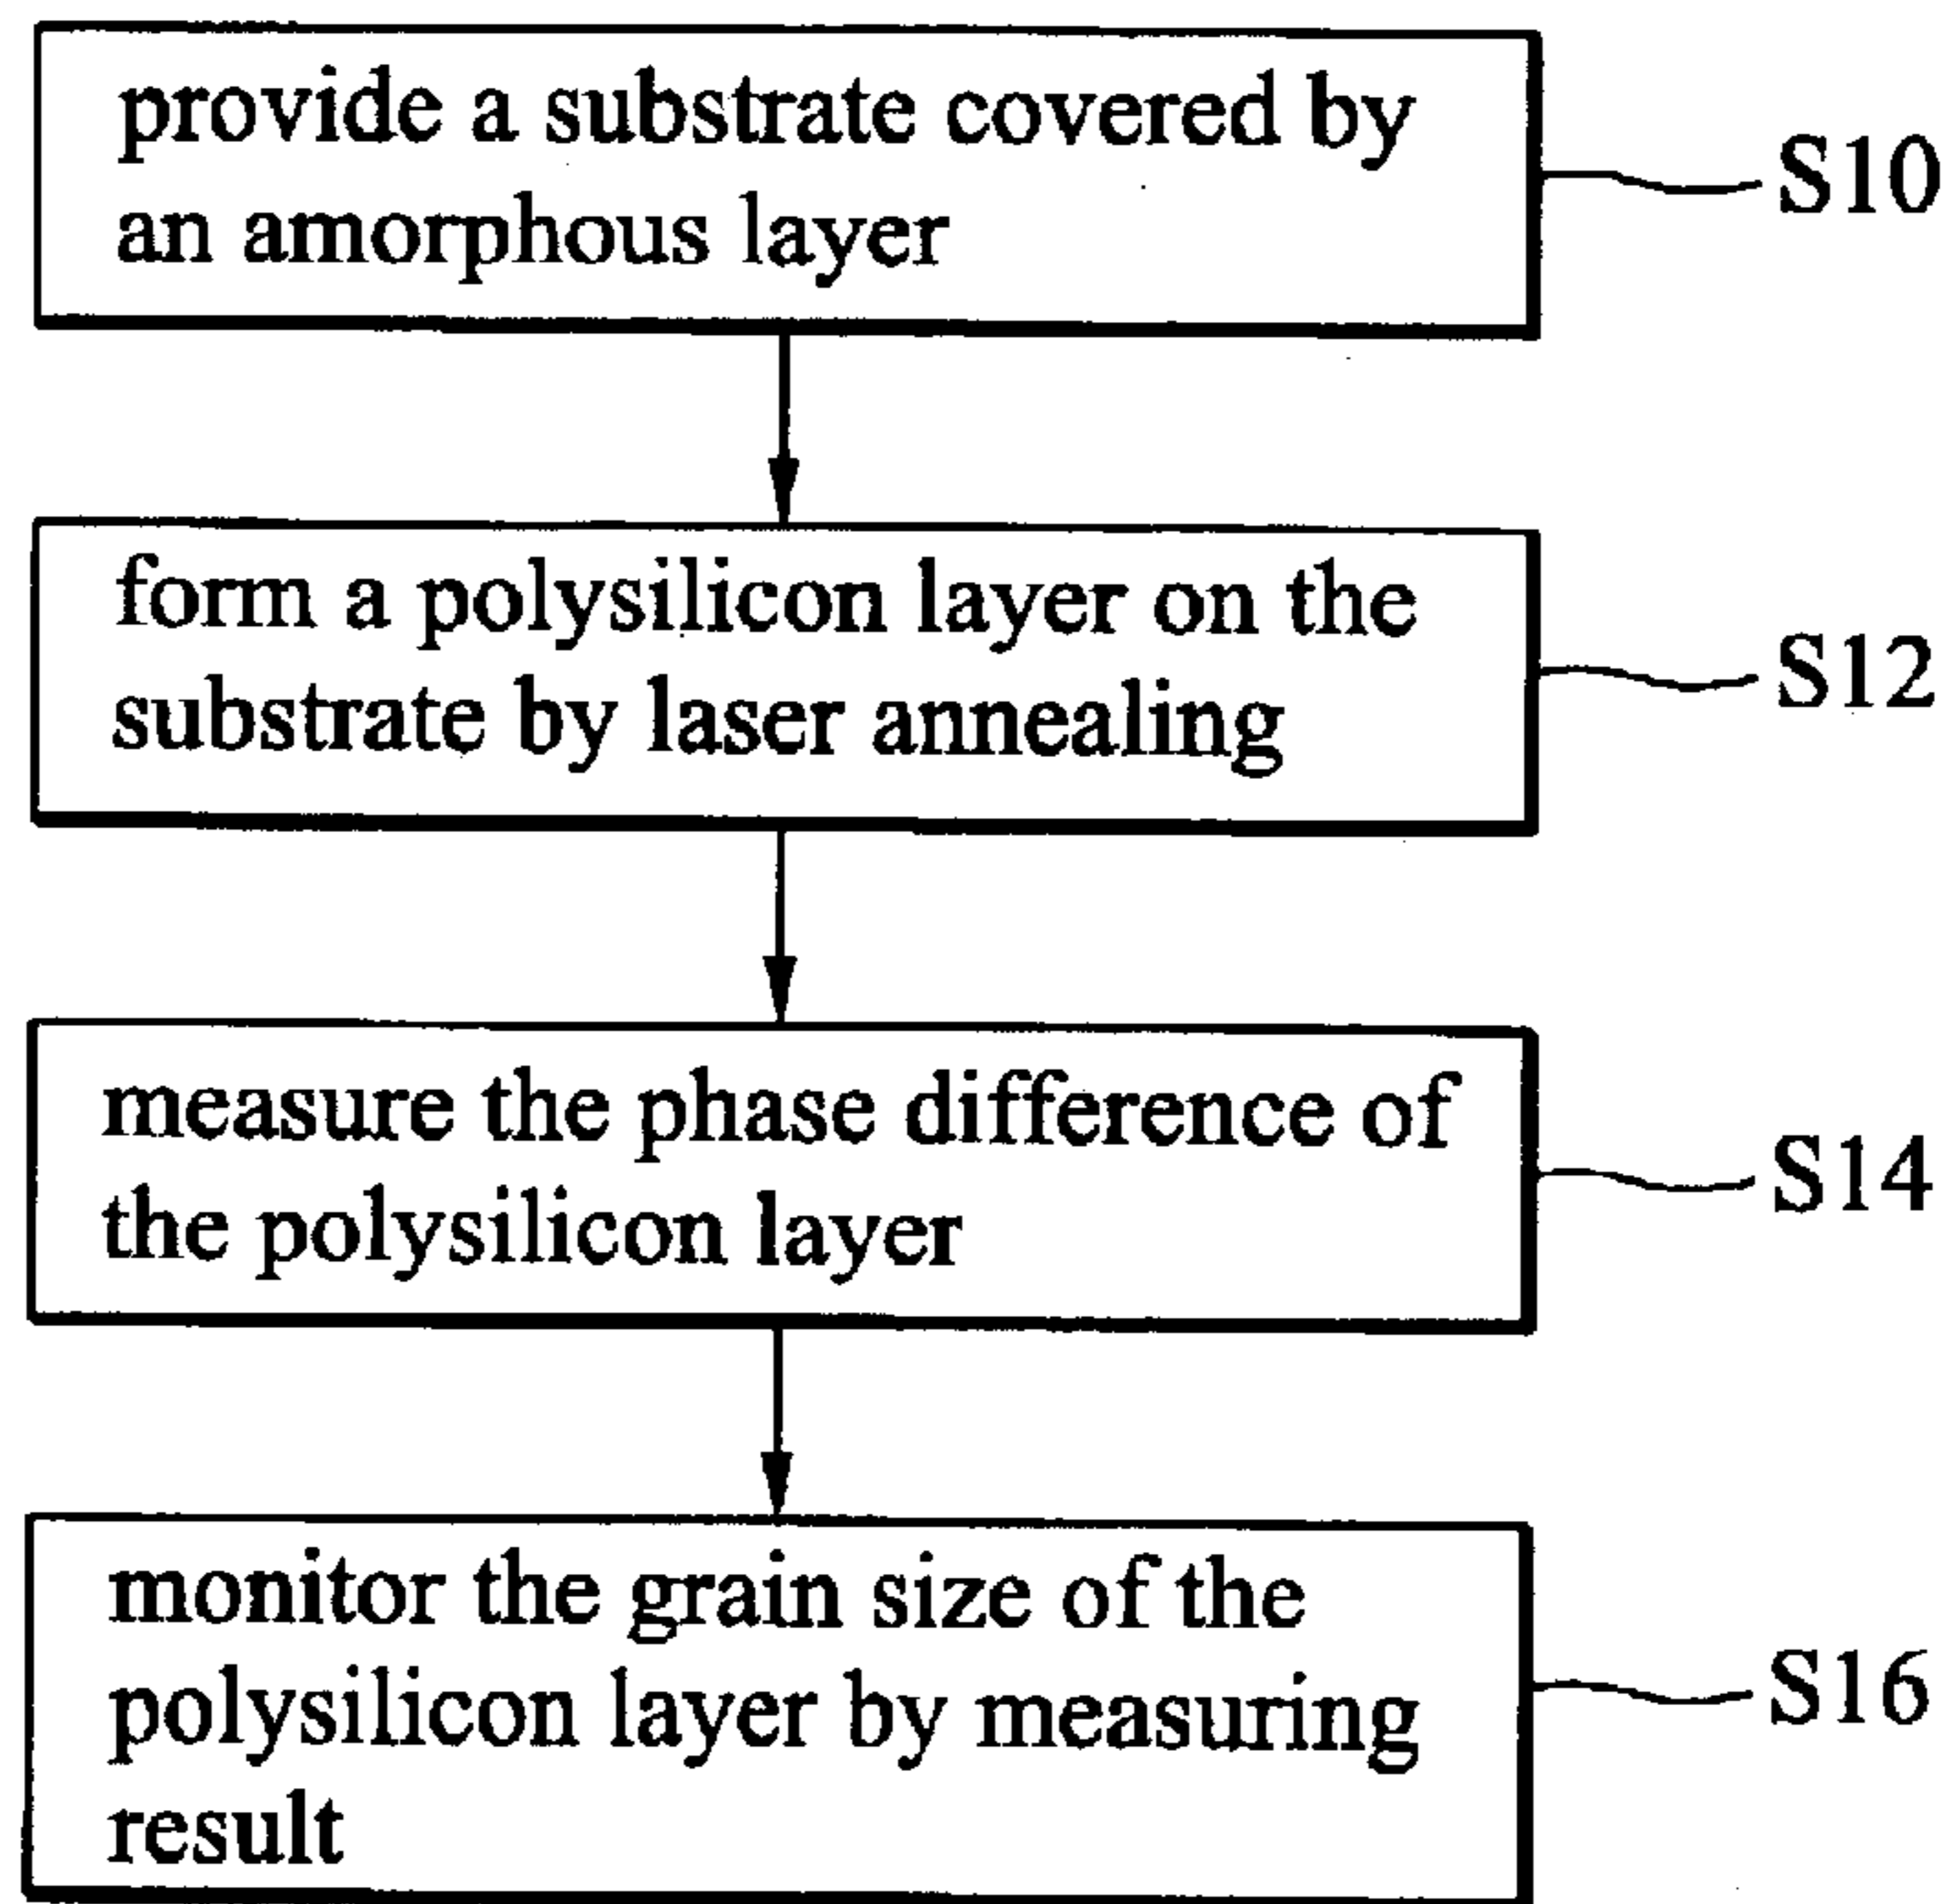 provide a substrate covered by
an amorphous layer
S10
form a polysilicon layer on the
substrate by laser annealing
S12
measure the phase difference of
the polysilicon layer
S14
monitor the grain size of the
polysilicon layer by measuring
result
S16